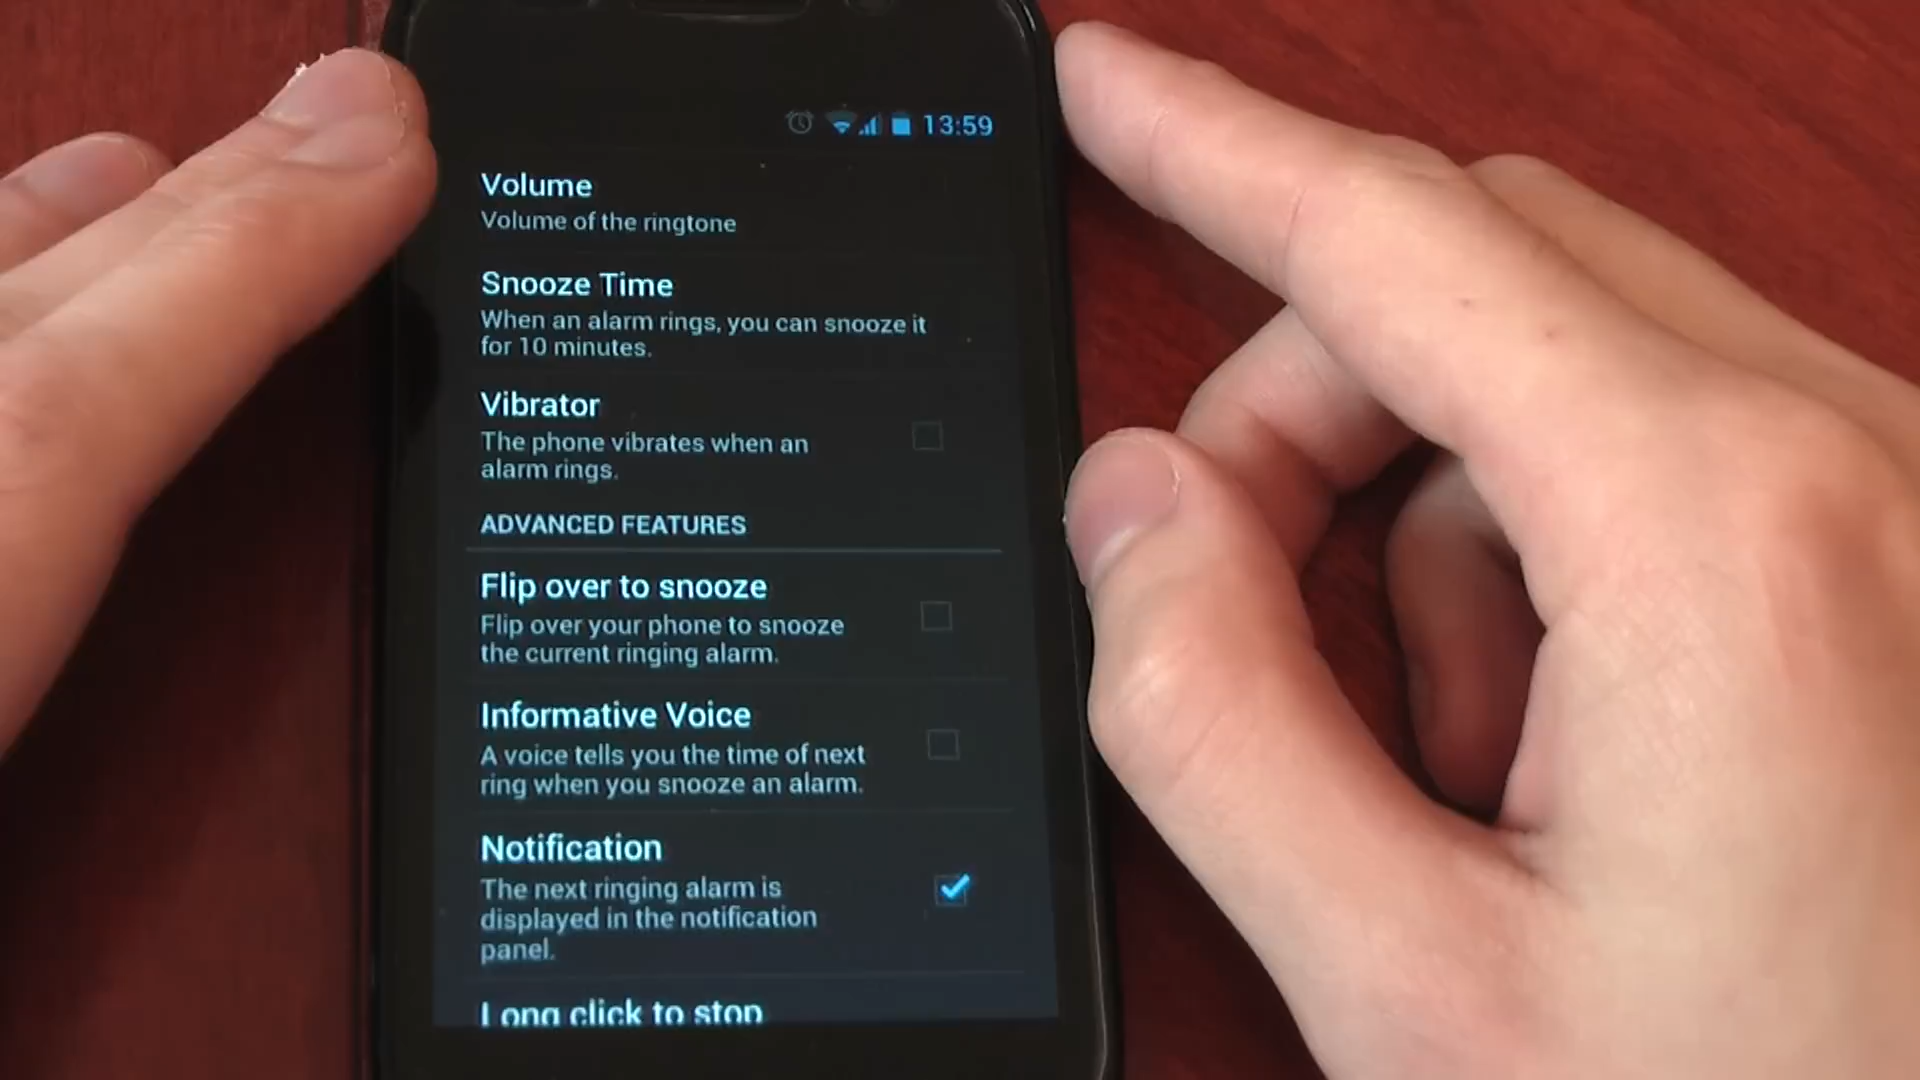 13:59
Volume
Volume of the ringtone
Snooze Time
When an alarm rings, you can snooze it
for 10 minutes.
Vibrator
The phone vibrates when an
alarm rings.
ADVANCED FEATURES
Flip over to snooze
Flip over your phone to snooze
the current ringing alarm.
Informative Voice
A voice tells you the time of next
ring when you snooze an alarm.
Notification
The next ringing alarm is
displayed in the notification
panel.
Long click to stop